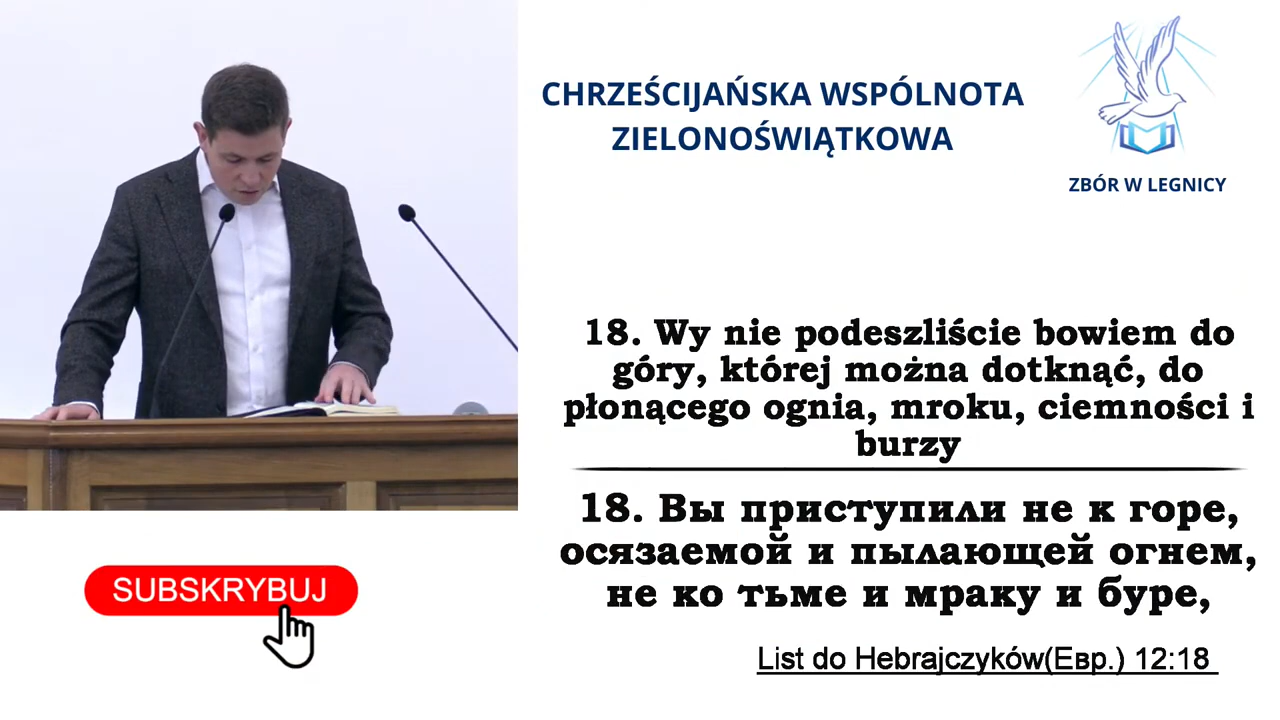 CHRZEŚCIJAŃSKA WSPÓLNOTA
ZIELONOŚWIĄTKOWA
ZBÓR W LEGNICY
18. Wy nie podeszliście bowiem do
góry, której można dotknąć, do
płonącego ognia, mroku, ciemności i
burzy
18. Вы приступили не к горе,
осязаемой и пылающей огнем,
не ко тьме и мраку и буре,
List do Hebrajczyków(Евр.) 12:18
SUBSKRYBUJ